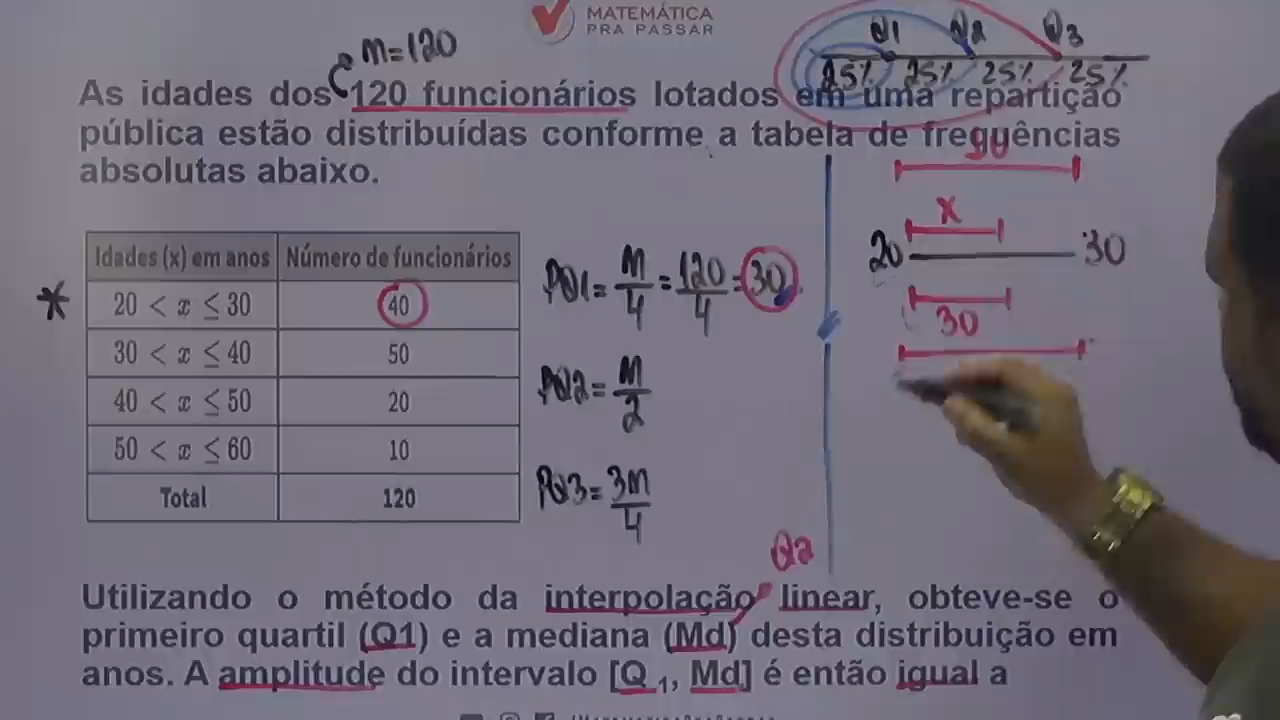 MATEMÁTICA
PRA PASSAR
Q1 Q2 Q3
25% 25% 25% 25%
n=120
As idades dos 120 funcionários lotados em uma repartição
pública estão distribuídas conforme a tabela de frequências
absolutas abaixo.
Idades (x) em anos Número de funcionários
20 < x ≤ 30 40
30 < x ≤ 40 50
40 < x ≤ 50 20
50 < x ≤ 60 10
Total 120
PQ1 = n/4 = 120/4 = 30
PQ2 = n/2
PQ3 = 3n/4
x
20 30
30
Q2
Utilizando o método da interpolação linear, obteve-se o
primeiro quartil (Q1) e a mediana (Md) desta distribuição em
anos. A amplitude do intervalo [Q 1, Md] é então igual a